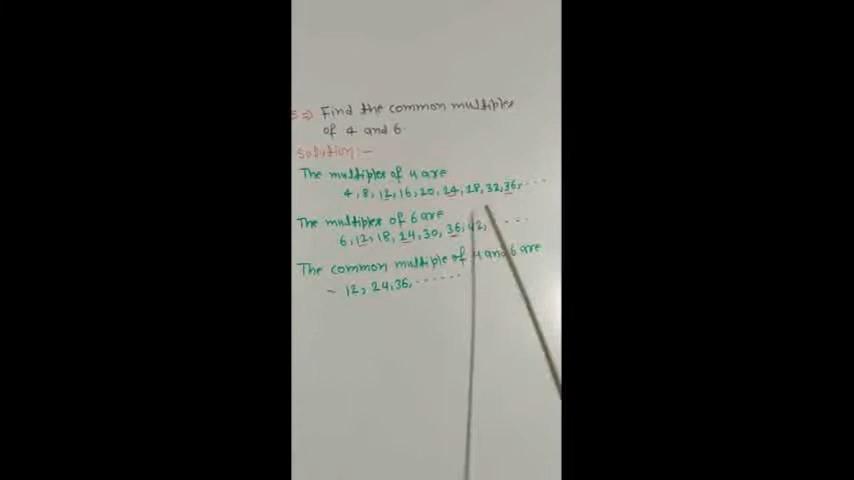 5⇒ Find the common multiples
of 4 and 6.
Solution:-
The multiples of 4 are
4, 8, 12, 16, 20, 24, 28, 32, 36, ....
The multiples of 6 are
6, 12, 18, 24, 30, 36, 42, ....
The common multiple of 4 and 6 are
- 12, 24, 36, ......